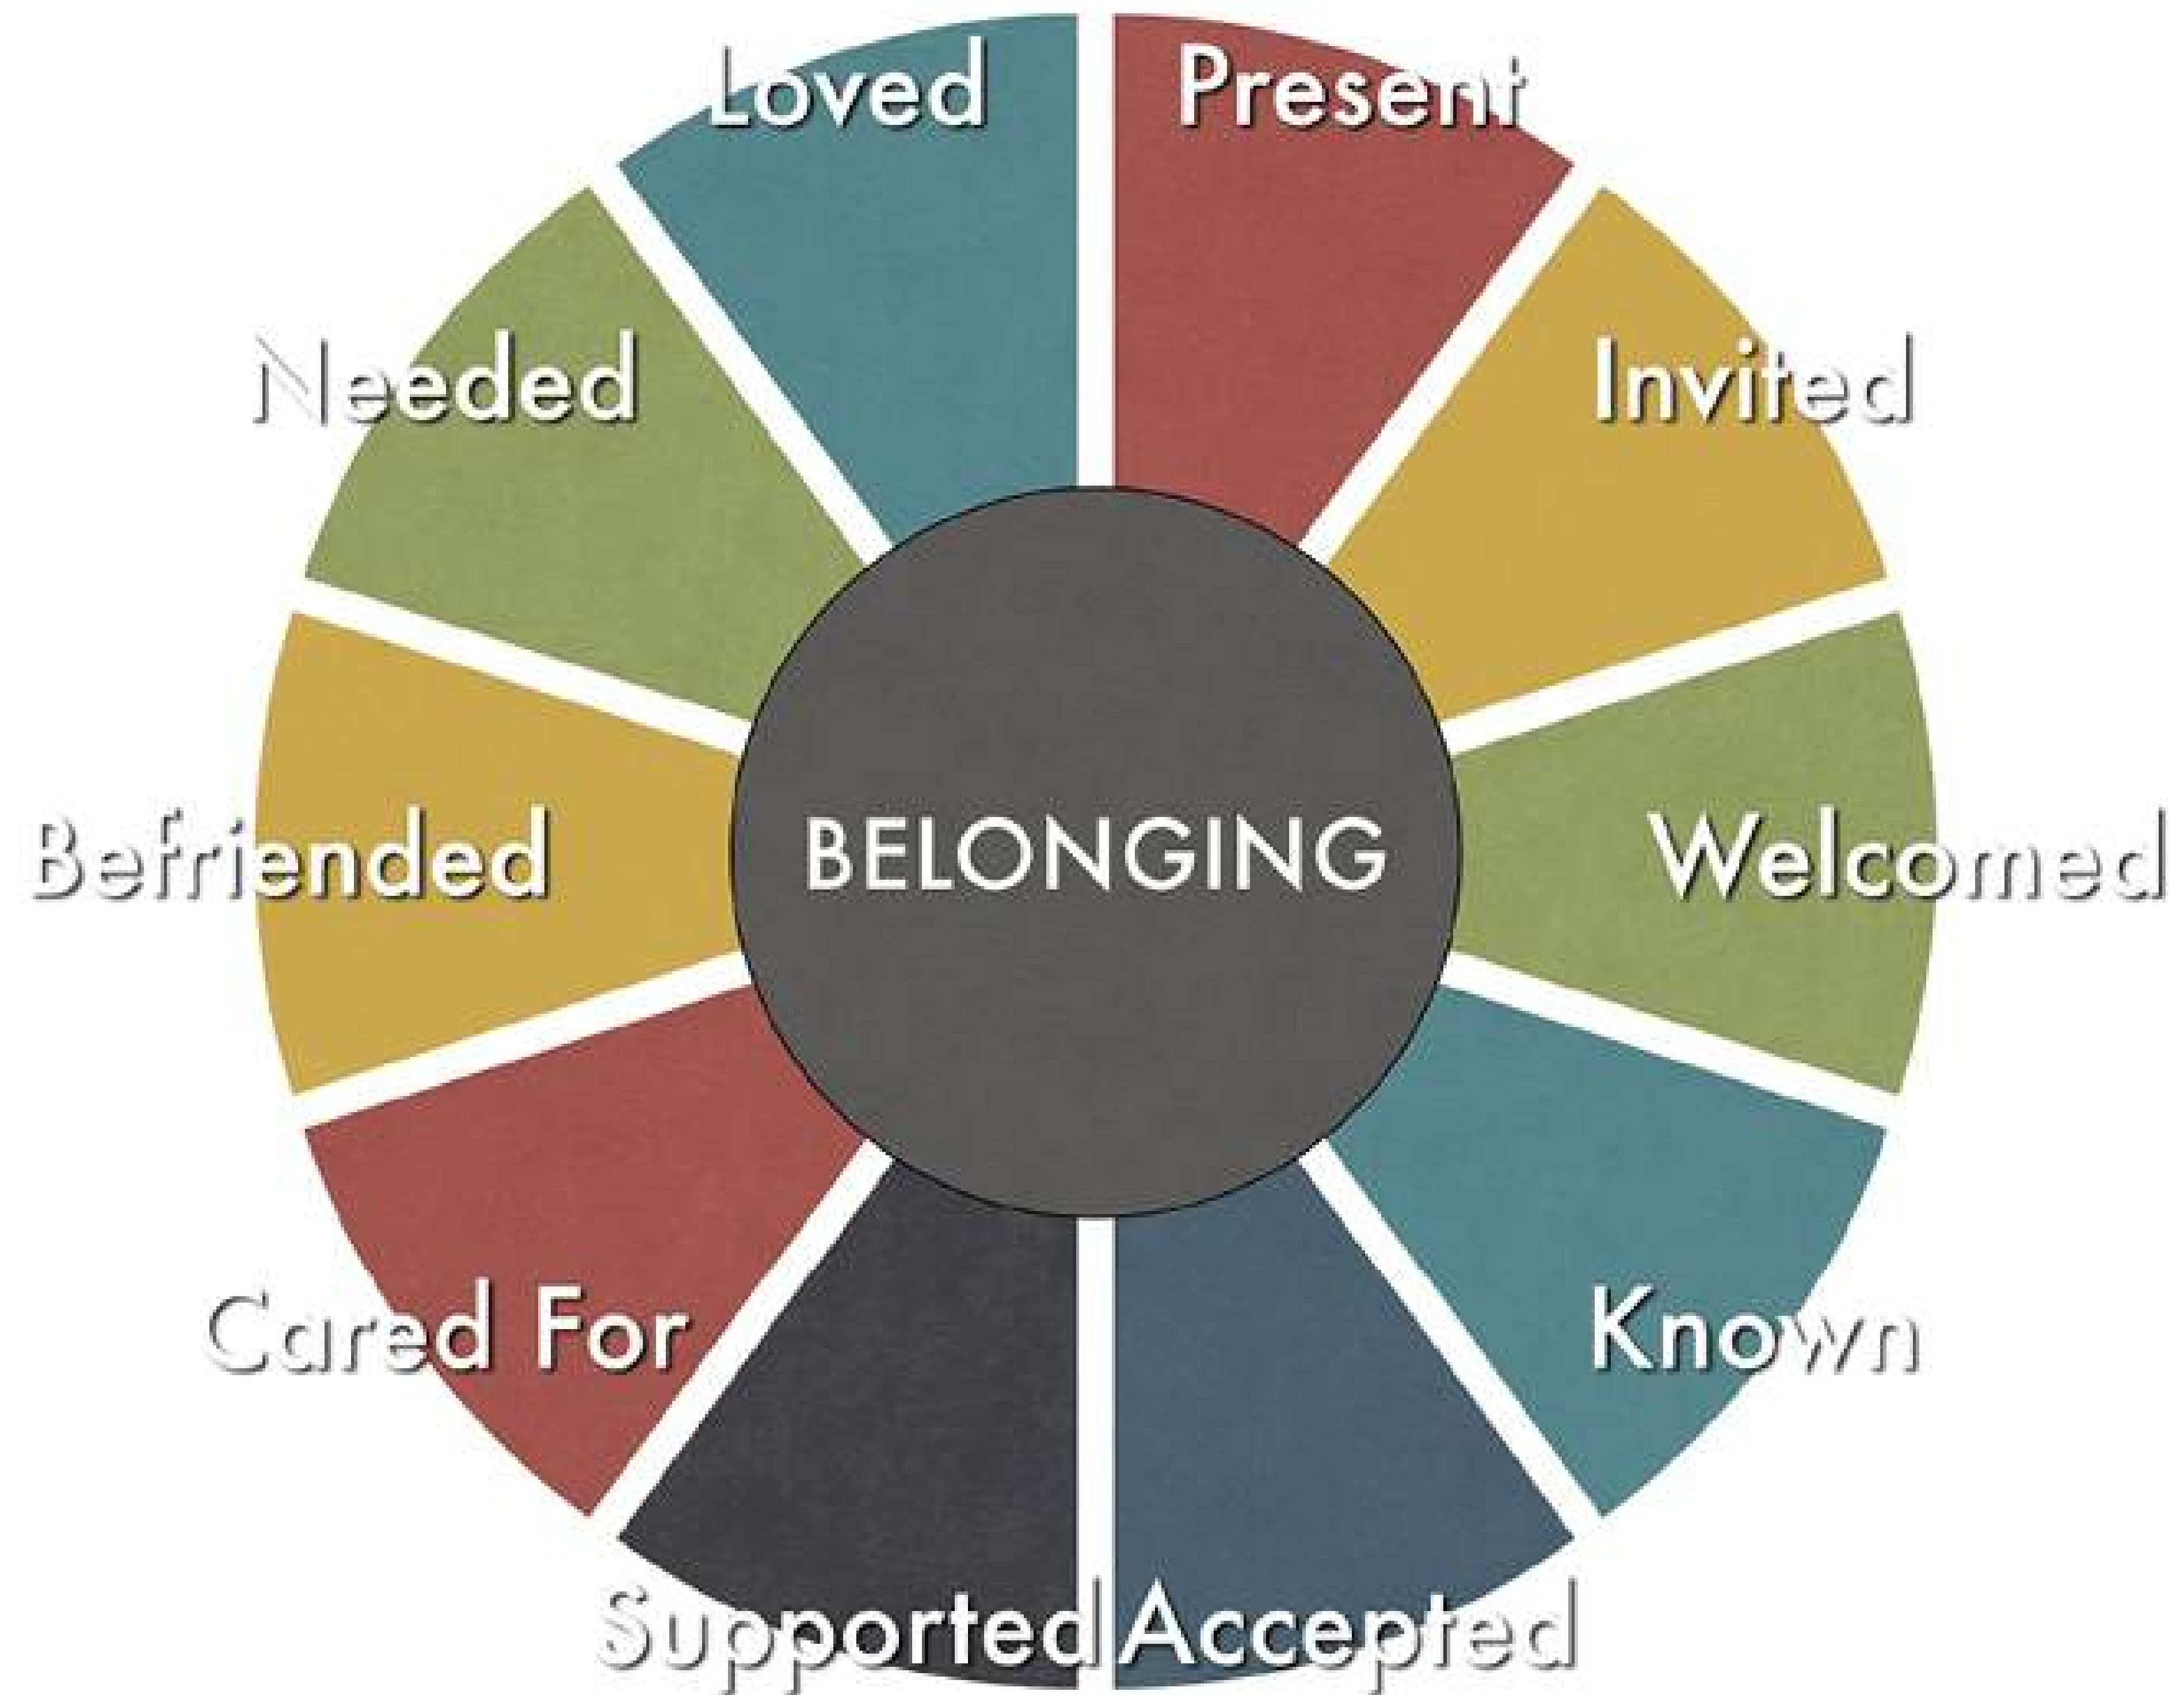 Loved
Present
Needed
Invited
Befriended
BELONGING
Welcomed
Cared For
Known
Supported
Accepted